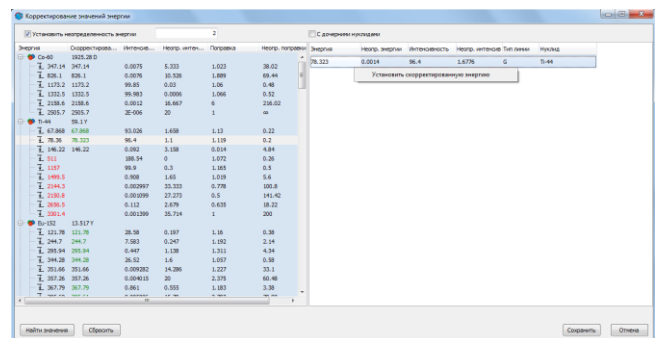 Корректирование значений энергии
Установить неопределенность энергии 2
С дочерними нуклидами
Энергия Скорректирова... Интенсив... Неопр. интен... Поправка Неопр. поправки
Co-60 1925.28 D
347.14 347.14 0.0075 5.333 1.023 38.02
826.1 826.1 0.0076 10.526 1.889 69.44
1173.2 1173.2 99.85 0.03 1.06 0.48
1332.5 1332.5 99.983 0.0006 1.066 0.52
2158.6 2158.6 0.0012 16.667 6 216.02
2505.7 2505.7 2E-006 20 1 ∞
Ti-44 59.1 Y
67.868 67.868 93.026 1.658 1.13 0.22
78.36 78.323 96.4 1.1 1.119 0.2
146.22 146.22 0.092 3.158 0.014 4.84
511 188.54 0 1.072 0.26
1157 99.9 0.3 1.165 0.5
1499.5 0.908 1.65 1.019 5.6
2144.3 0.002997 33.333 0.778 100.8
2150.8 0.001099 27.273 0.5 141.42
2656.5 0.112 2.679 0.635 18.22
3301.4 0.001399 35.714 1 200
Eu-152 13.517 Y
121.78 121.78 28.58 0.197 1.16 0.38
244.7 244.7 7.583 0.247 1.192 2.14
295.94 295.94 0.447 1.138 1.311 4.34
344.28 344.28 26.52 1.6 1.057 0.58
351.66 351.66 0.009282 14.286 1.227 33.1
357.26 357.26 0.004015 20 2.375 60.48
367.79 367.79 0.861 0.555 1.183 3.38
Энергия Неопр. энергии Интенсивность Неопр. интенсив Тип линии Нуклид
78.323 0.0014 96.4 1.6776 G Ti-44
Установить скорректированную энергию
Найти значения Сбросить Сохранить Отмена